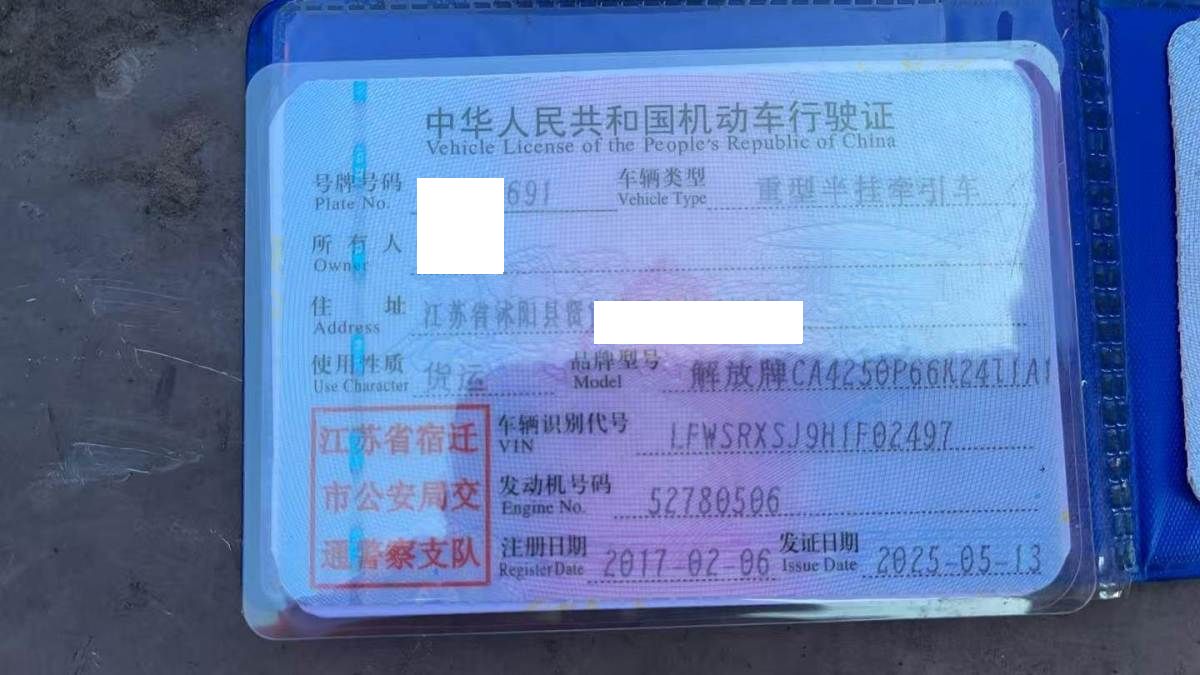 中华人民共和国机动车行驶证
Vehicle License of the People's Republic of China
号牌号码 691 车辆类型 重型半挂牵引车
Plate No. Vehicle Type
所有人
Owner
住址 江苏省沭阳县
Address
使用性质 货运 品牌型号 解放牌CA4250P66K24T1A1
Use Character Model
江苏省宿迁
市公安局交
通警察支队
车辆识别代号 LFWSRXSJ9H1F02497
VIN
发动机号码 52780506
Engine No.
注册日期 2017-02-06 发证日期 2025-05-13
Register Date Issue Date